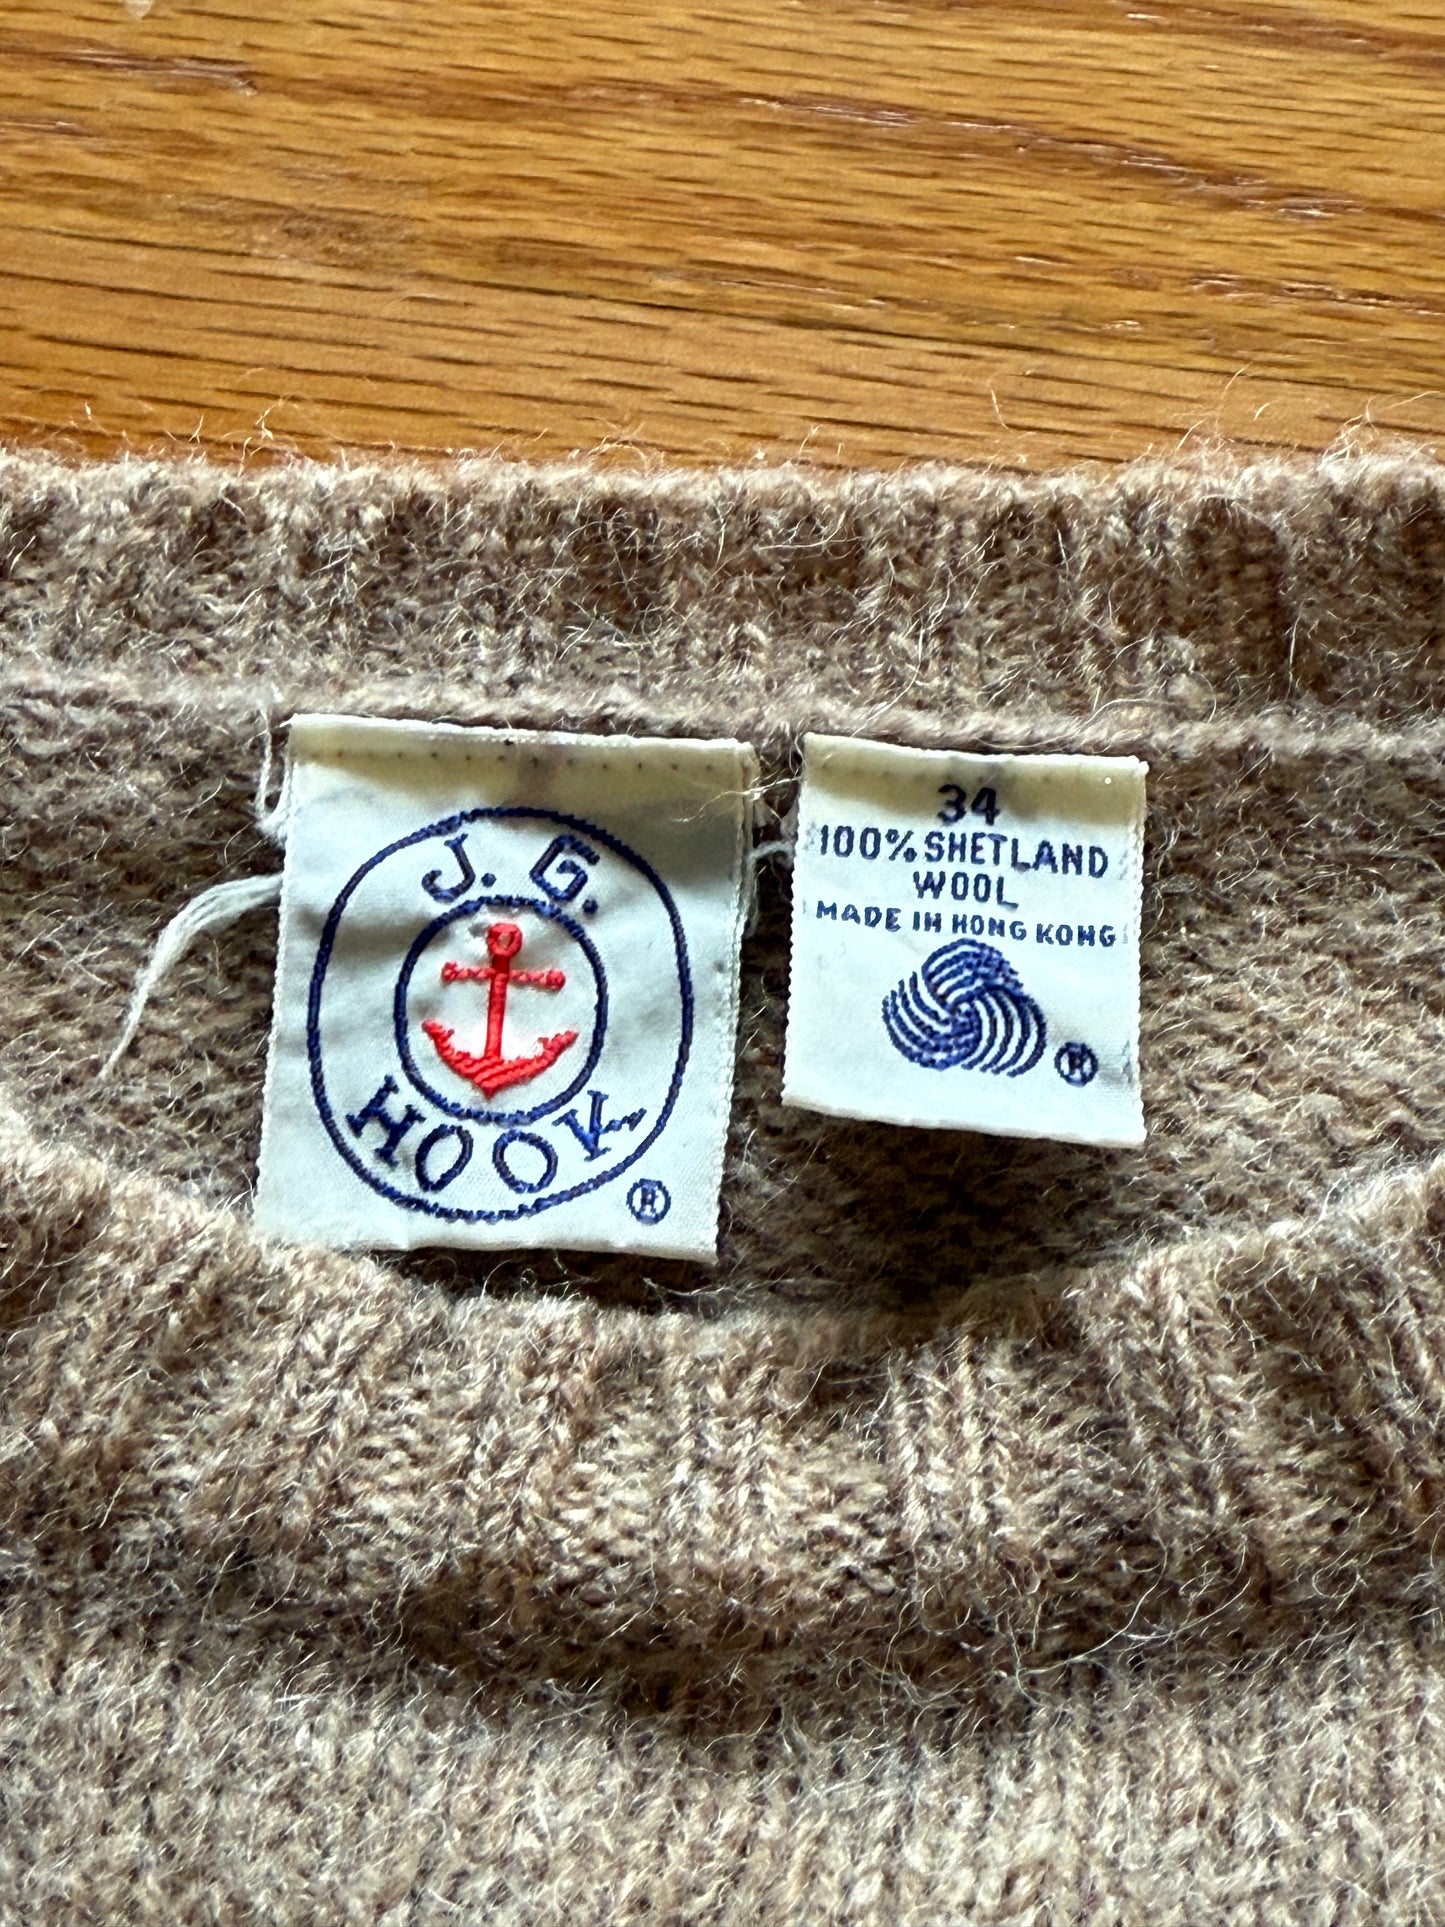 J. G.
HOOK
®
34
100% SHETLAND
WOOL
MADE IN HONG KONG
®